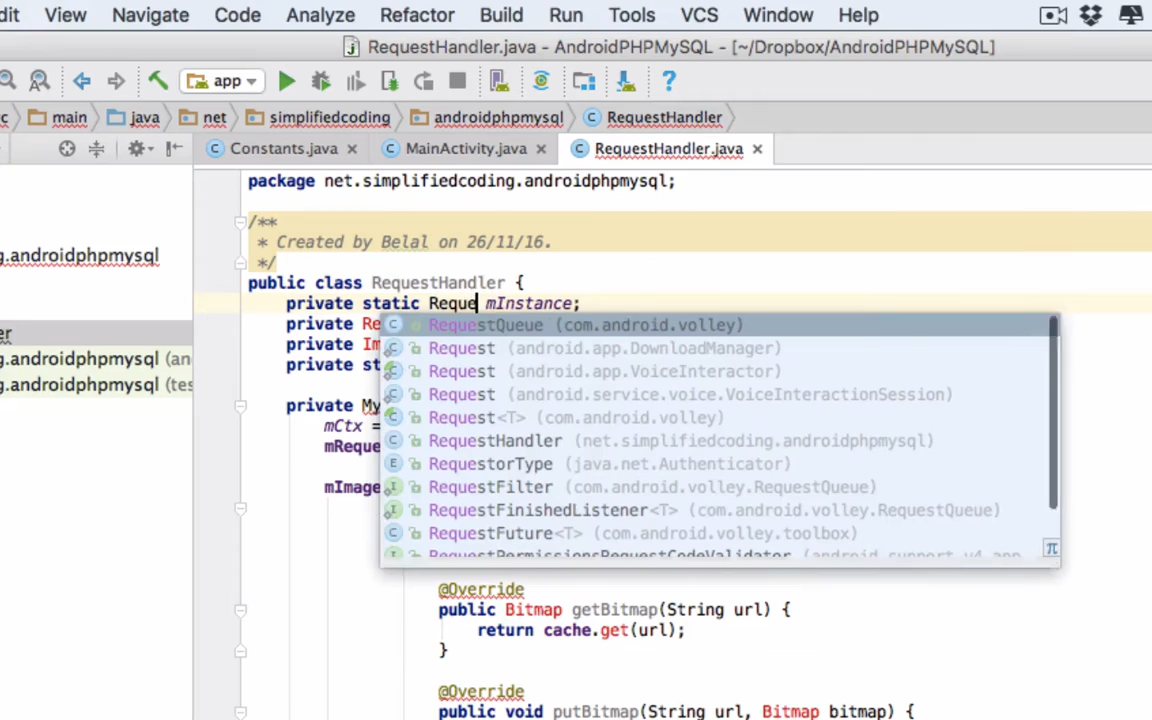 dit View Navigate Code Analyze Refactor Build Run Tools VCS Window Help
RequestHandler.java - AndroidPHPMySQL - [~/Dropbox/AndroidPHPMySQL]
app
c main java net simplifiedcoding androidphpmysql RequestHandler
Constants.java MainActivity.java RequestHandler.java
package net.simplifiedcoding.androidphpmysql;
/**
* Created by Belal on 26/11/16.
g.androidphpmysql
*/
public class RequestHandler {
private static Reque mInstance;
private Re
RequestQueue (com.android.volley)
er
private Im
Request (android.app.DownloadManager)
g.androidphpmysql (an
private st
Request (android.app.VoiceInteractor)
g.androidphpmysql (tes
Request (android.service.voice.VoiceInteractionSession)
private My
Request<T> (com.android.volley)
mCtx =
RequestHandler (net.simplifiedcoding.androidphpmysql)
mReque
RequestorType (java.net.Authenticator)
mImage
RequestFilter (com.android.volley.RequestQueue)
RequestFinishedListener<T> (com.android.volley.RequestQueue)
RequestFuture<T> (com.android.volley.toolbox)
RequestPermissionsRequestCodeValidator (android.support.v4.app
@Override
public Bitmap getBitmap(String url) {
return cache.get(url);
}
@Override
public void putBitmap(String url, Bitmap bitmap) {